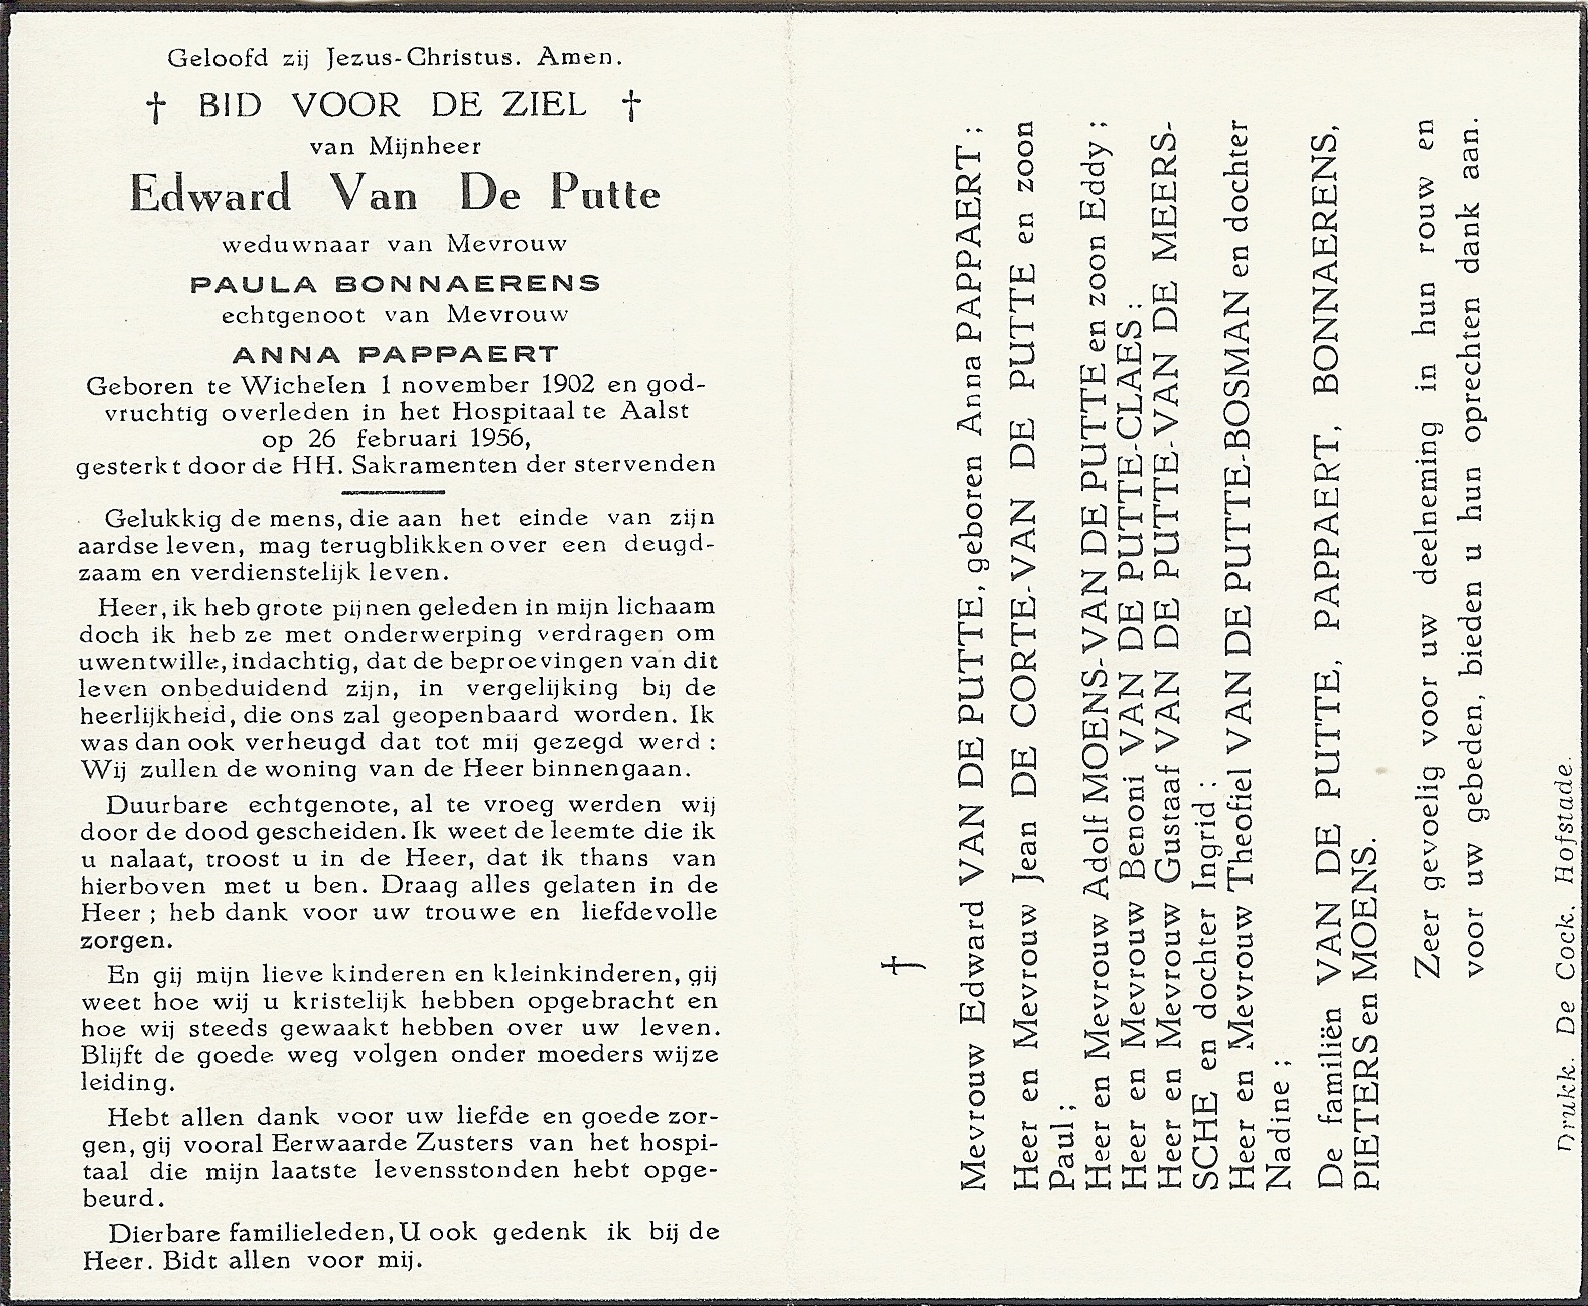 Geloofd zij Jezus-Christus. Amen.
† BID VOOR DE ZIEL †
van Mijnheer
Edward Van De Putte
weduwnaar van Mevrouw
PAULA BONNAERENS
echtgenoot van Mevrouw
ANNA PAPPAERT
Geboren te Wichelen 1 november 1902 en god-
vruchtig overleden in het Hospitaal te Aalst
op 26 februari 1956,
gesterkt door de HH. Sakramenten der stervenden
Gelukkig de mens, die aan het einde van zijn
aardse leven, mag terugblikken over een deugd-
zaam en verdienstelijk leven.
Heer, ik heb grote pijnen geleden in mijn lichaam
doch ik heb ze met onderwerping verdragen om
uwentwille, indachtig, dat de beproevingen van dit
leven onbeduidend zijn, in vergelijking bij de
heerlijkheid, die ons zal geopenbaard worden. Ik
was dan ook verheugd dat tot mij gezegd werd :
Wij zullen de woning van de Heer binnengaan.
Duurbare echtgenote, al te vroeg werden wij
door de dood gescheiden. Ik weet de leemte die ik
u nalaat, troost u in de Heer, dat ik thans van
hierboven met u ben. Draag alles gelaten in de
Heer ; heb dank voor uw trouwe en liefdevolle
zorgen.
En gij mijn lieve kinderen en kleinkinderen, gij
weet hoe wij u kristelijk hebben opgebracht en
hoe wij steeds gewaakt hebben over uw leven.
Blijft de goede weg volgen onder moeders wijze
leiding.
Hebt allen dank voor uw liefde en goede zor-
gen, gij vooral Eerwaarde Zusters van het hospi-
taal die mijn laatste levensstonden hebt opge-
beurd.
Dierbare familieleden, U ook gedenk ik bij de
Heer. Bidt allen voor mij.
†
Mevrouw Edward VAN DE PUTTE, geboren Anna PAPPAERT ;
Heer en Mevrouw Jean DE CORTE-VAN DE PUTTE en zoon
Paul ;
Heer en Mevrouw Adolf MOENS-VAN DE PUTTE en zoon Eddy ;
Heer en Mevrouw Benoni VAN DE PUTTE-CLAES ;
Heer en Mevrouw Gustaaf VAN DE PUTTE-VAN DE MEERS-
SCHE en dochter Ingrid ;
Heer en Mevrouw Theofiel VAN DE PUTTE-BOSMAN en dochter
Nadine ;
De familiën VAN DE PUTTE, PAPPAERT, BONNAERENS,
PIETERS en MOENS.
Zeer gevoelig voor uw deelneming in hun rouw en
voor uw gebeden, bieden u hun oprechten dank aan.
Drukk. De Cock, Hofstade.